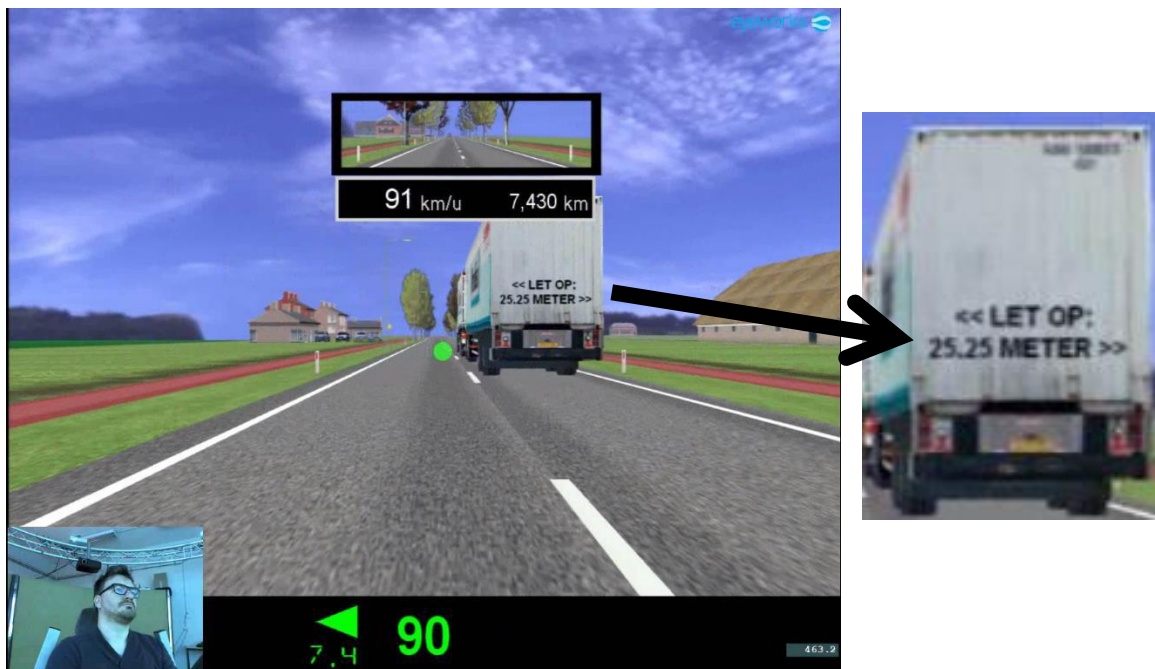 eyeworks
91 km/u 7,430 km
<< LET OP:
25.25 METER >>
<< LET OP:
25.25 METER >>
7.4
90
463.2